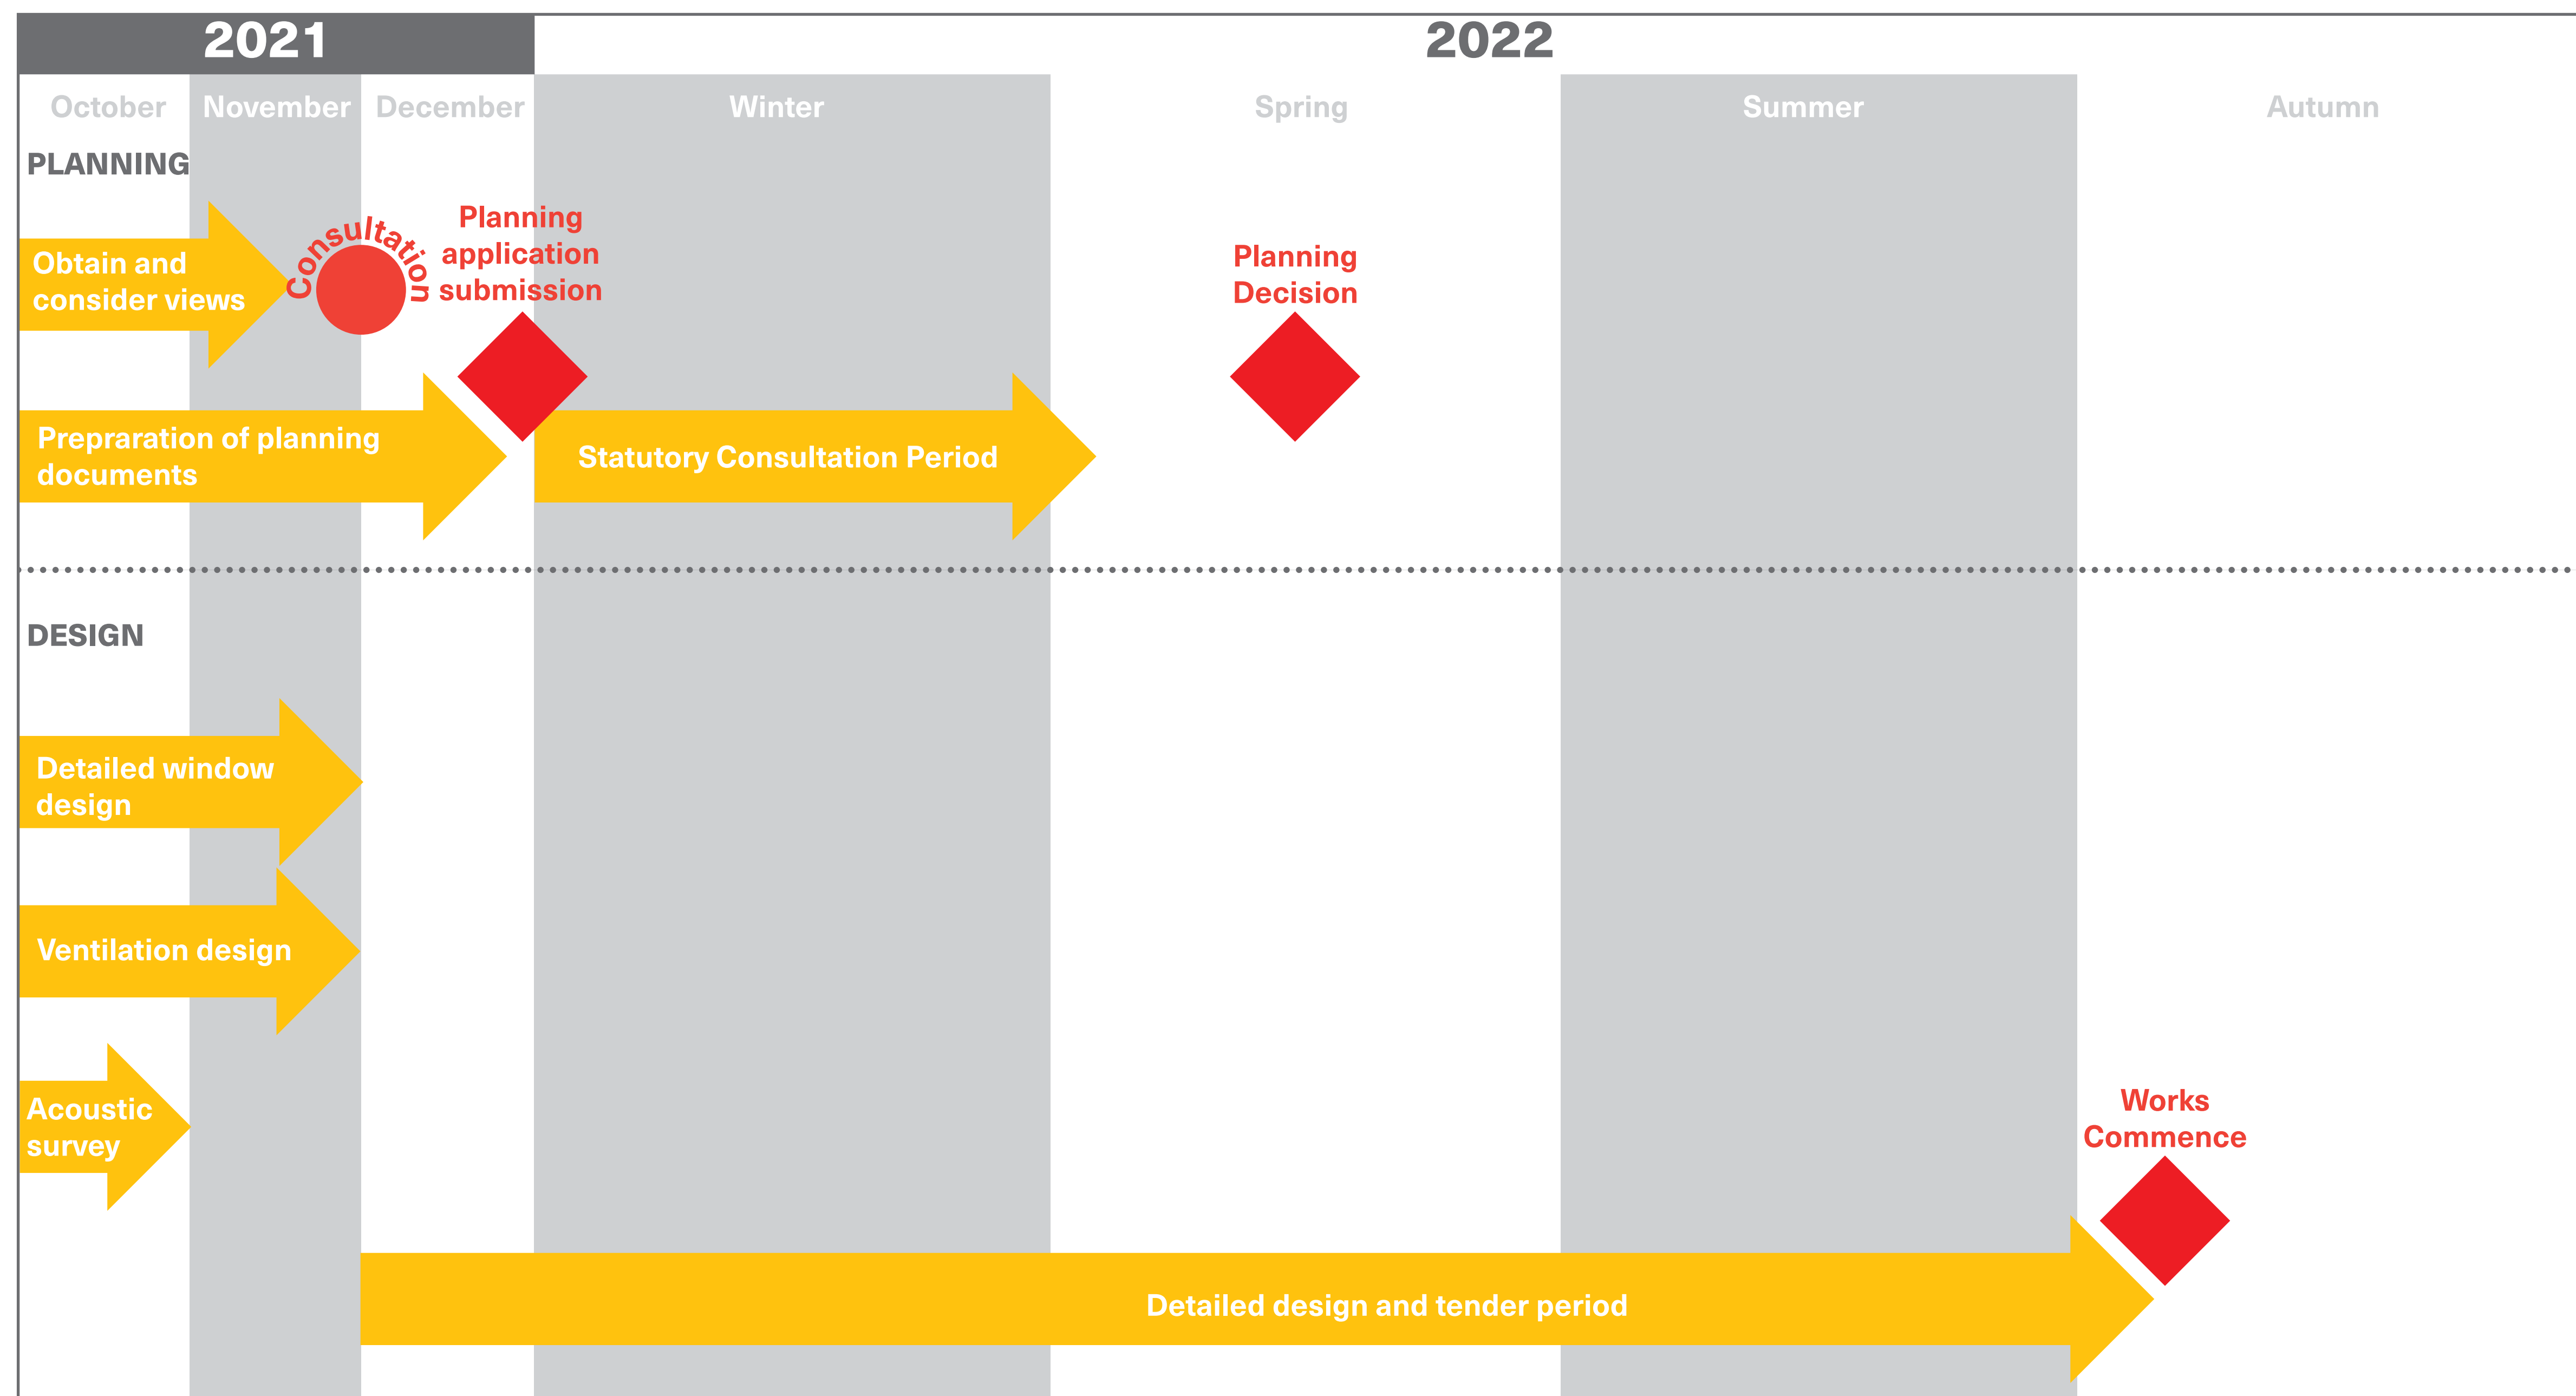 2021
2022
October
November
December
Winter
Spring
Summer
Autumn
PLANNING
Obtain and
consider views
Consultation
Planning
application
submission
Planning
Decision
Prepraration of planning
documents
Statutory Consultation Period
DESIGN
Detailed window
design
Ventilation design
Acoustic
survey
Works
Commence
Detailed design and tender period